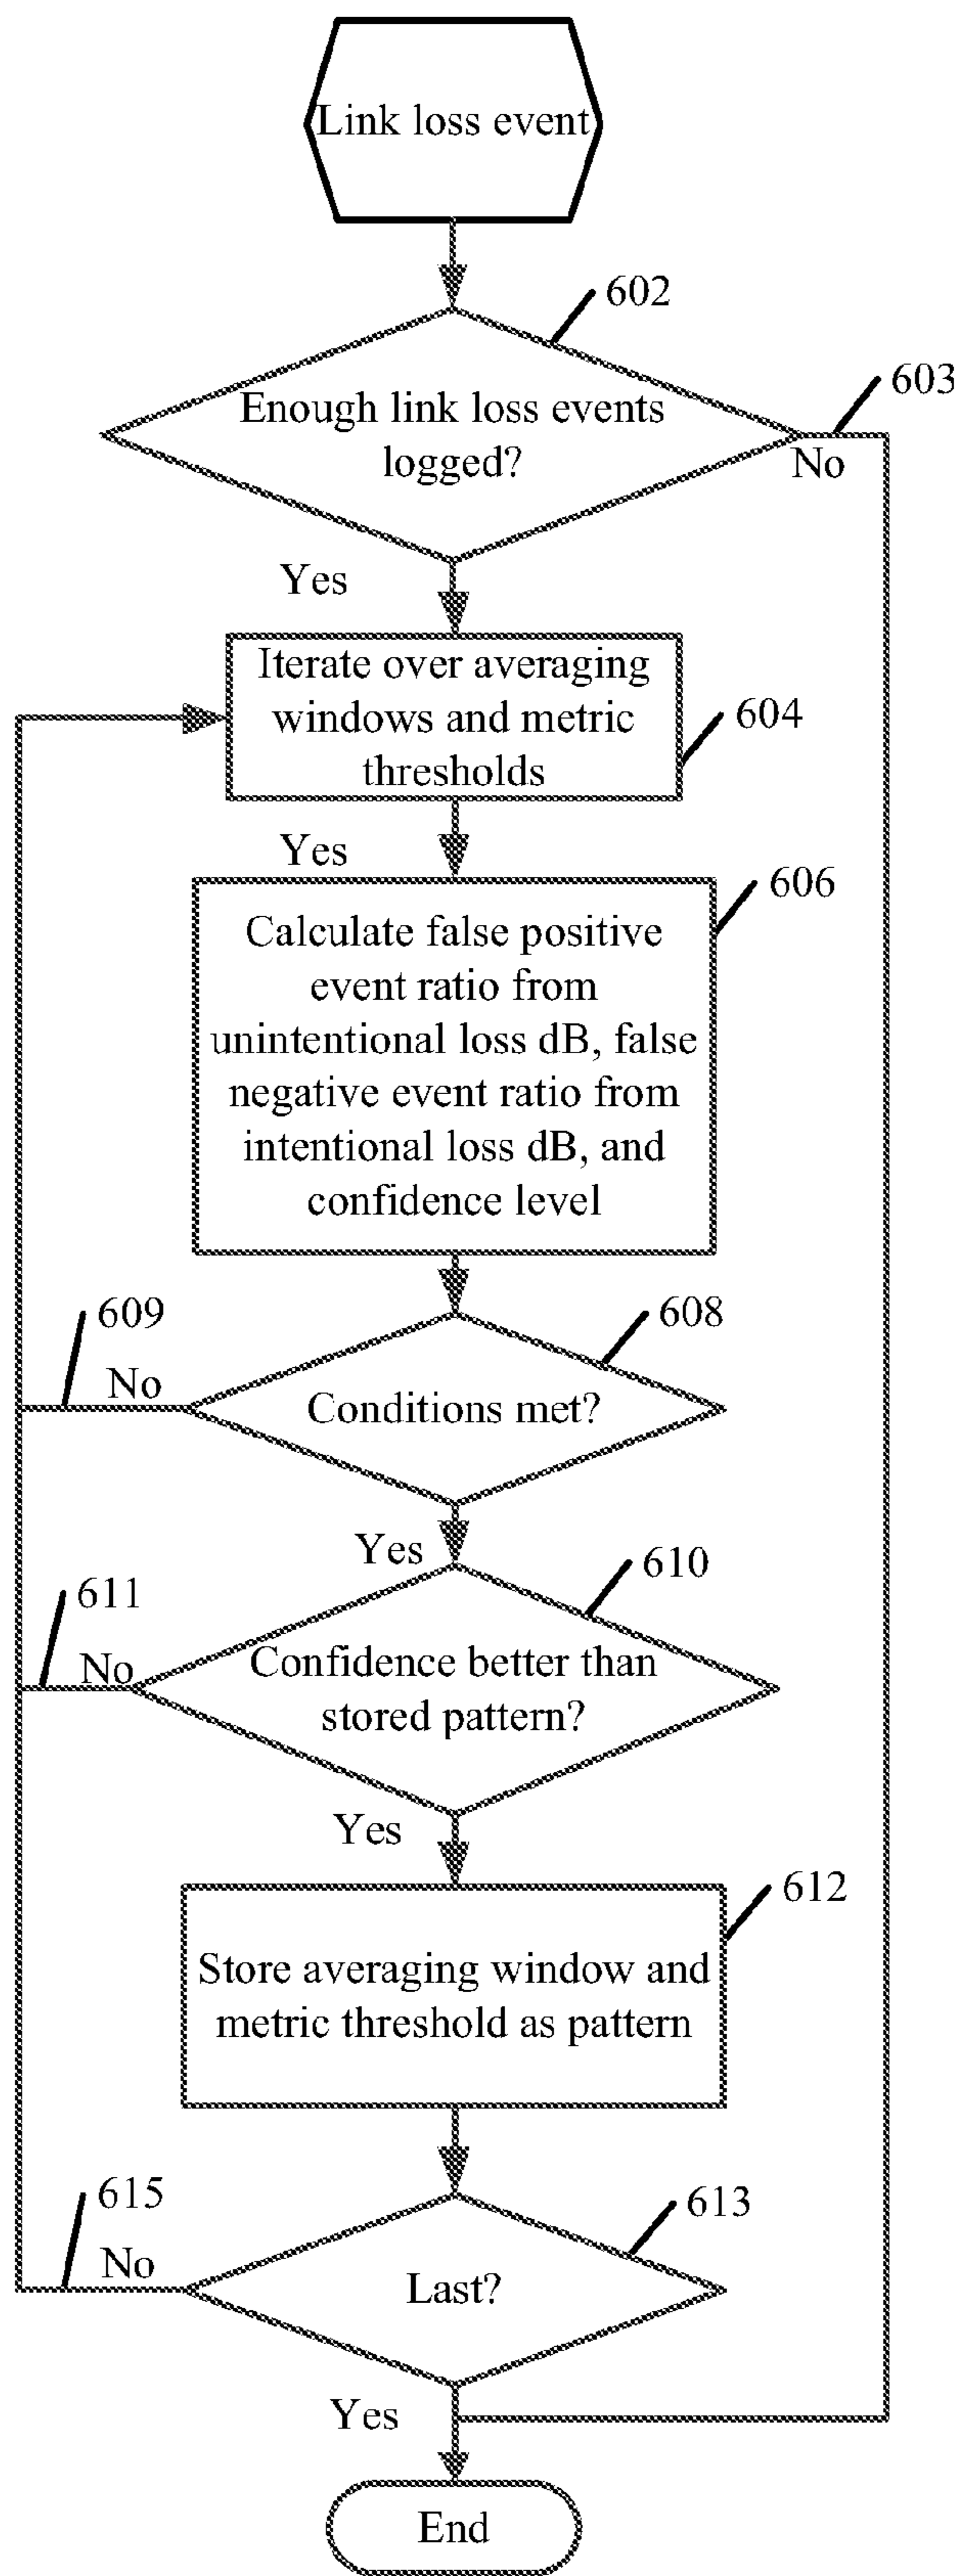 Link loss event
602
603
Enough link loss events
logged?
No
Yes
Iterate over averaging
windows and metric
thresholds
604
Yes
606
Calculate false positive
event ratio from
unintentional loss dB, false
negative event ratio from
intentional loss dB, and
confidence level
609
608
No
Conditions met?
Yes
610
611
No
Confidence better than
stored pattern?
Yes
612
Store averaging window and
metric threshold as pattern
615
613
No
Last?
Yes
End